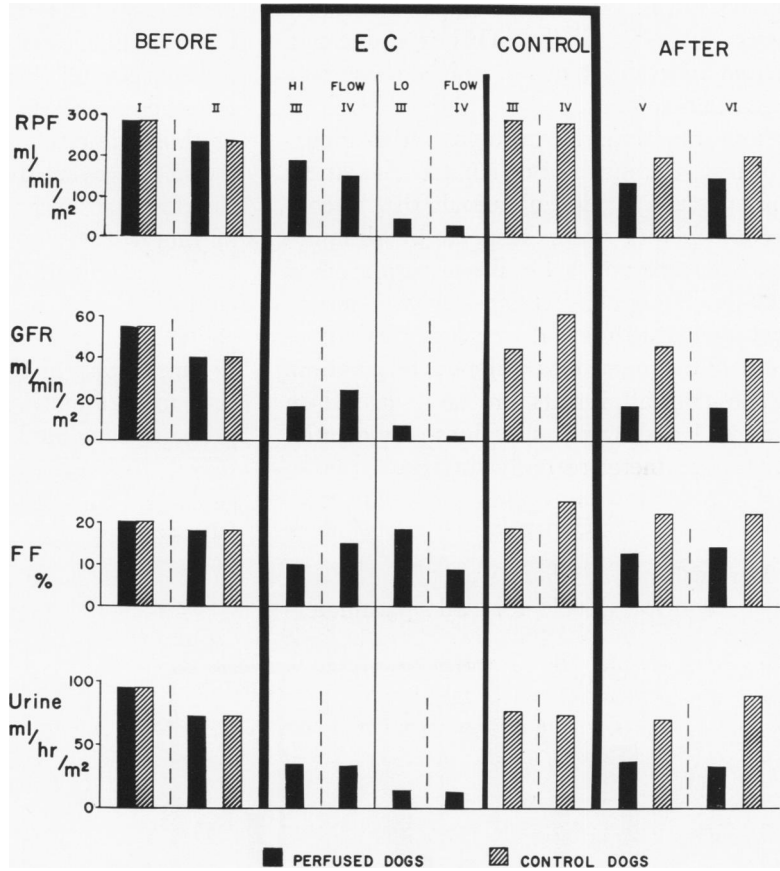 BEFORE E C CONTROL AFTER
HI FLOW LO FLOW
I II III IV III IV III IV V VI
RPF
ml/min/m²
300
200
100
0
GFR
ml/min/m²
60
40
20
0
FF
%
20
10
0
Urine
ml/hr/m²
100
50
0
PERFUSED DOGS CONTROL DOGS